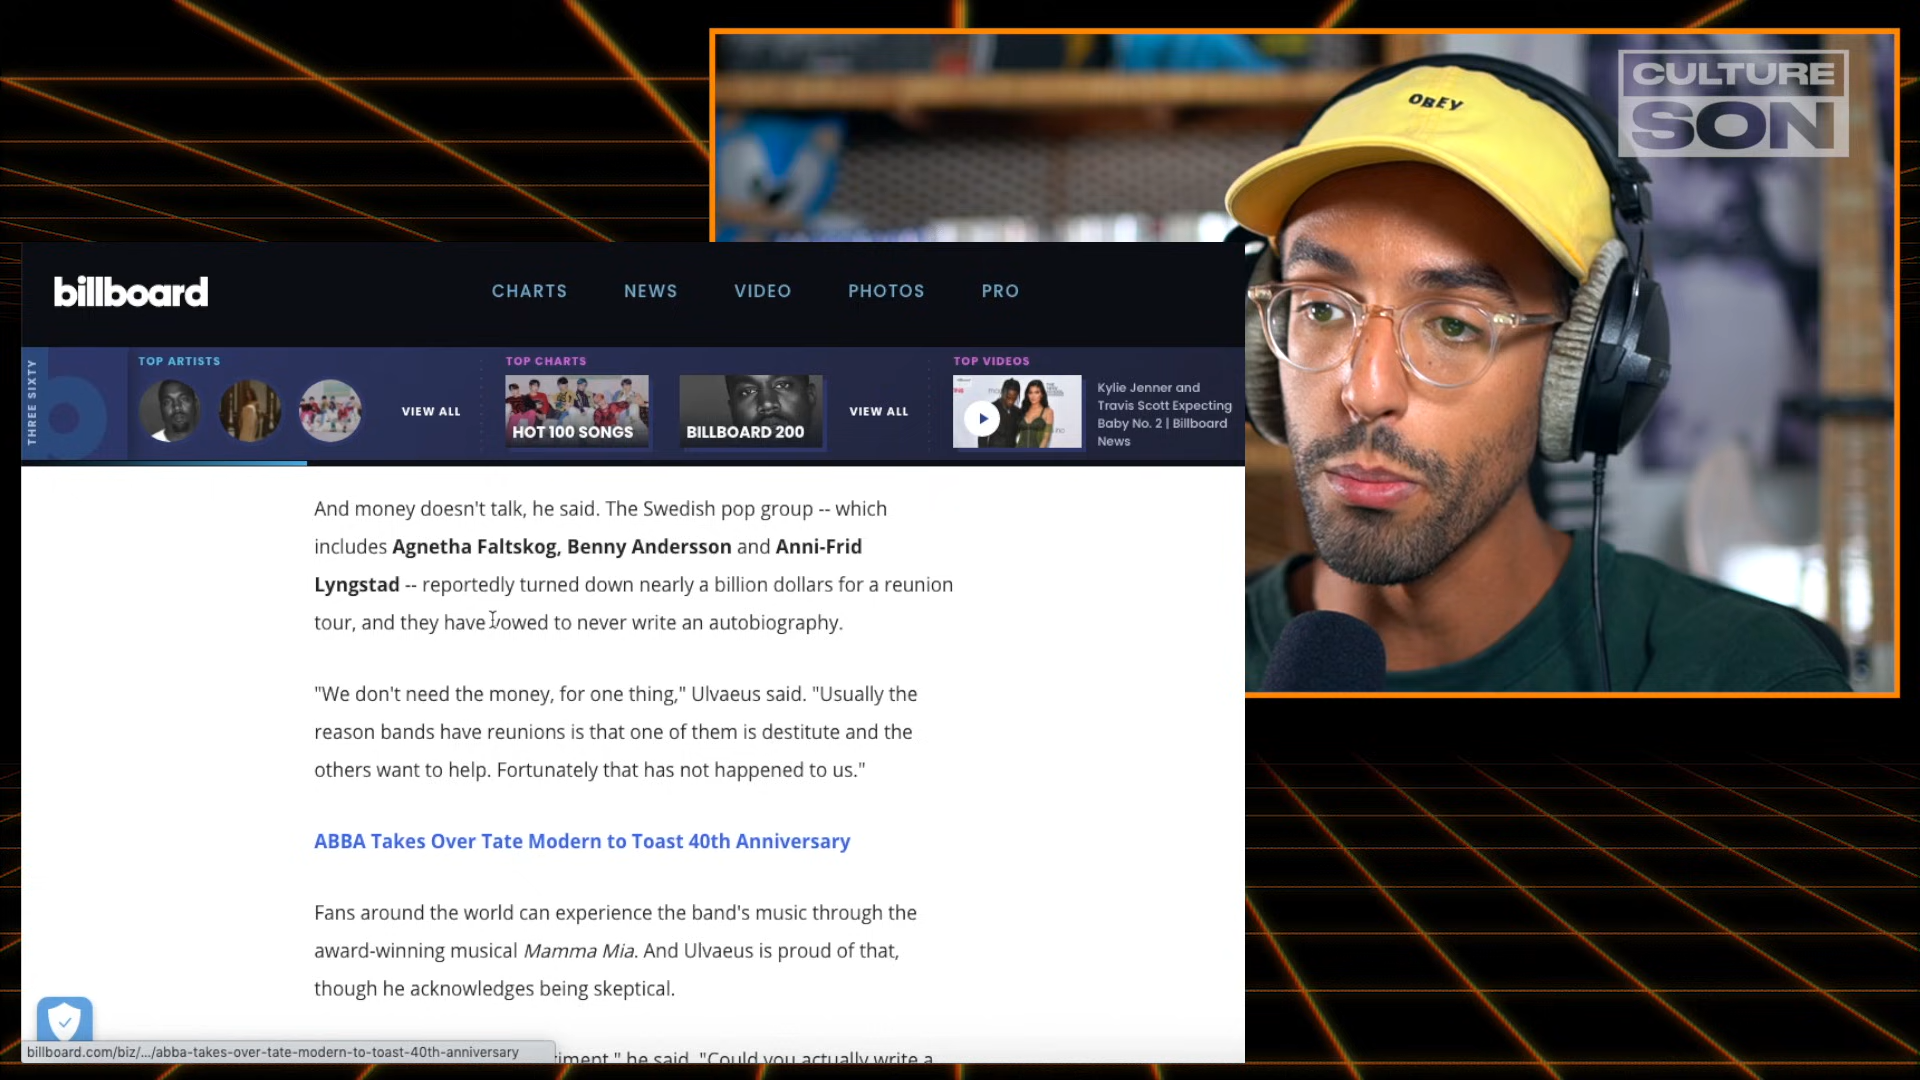 CULTURE
SON
OBEY
billboard
CHARTS
NEWS
VIDEO
PHOTOS
PRO
THREE SIXTY
TOP ARTISTS
VIEW ALL
TOP CHARTS
HOT 100 SONGS
BILLBOARD 200
VIEW ALL
TOP VIDEOS
Kylie Jenner and
Travis Scott Expecting
Baby No. 2 | Billboard
News
And money doesn't talk, he said. The Swedish pop group -- which
includes Agnetha Faltskog, Benny Andersson and Anni-Frid
Lyngstad -- reportedly turned down nearly a billion dollars for a reunion
tour, and they have vowed to never write an autobiography.
"We don't need the money, for one thing," Ulvaeus said. "Usually the
reason bands have reunions is that one of them is destitute and the
others want to help. Fortunately that has not happened to us."
ABBA Takes Over Tate Modern to Toast 40th Anniversary
Fans around the world can experience the band's music through the
award-winning musical Mamma Mia. And Ulvaeus is proud of that,
though he acknowledges being skeptical.
billboard.com/biz/.../abba-takes-over-tate-modern-to-toast-40th-anniversary
he said. "Could you actually write a